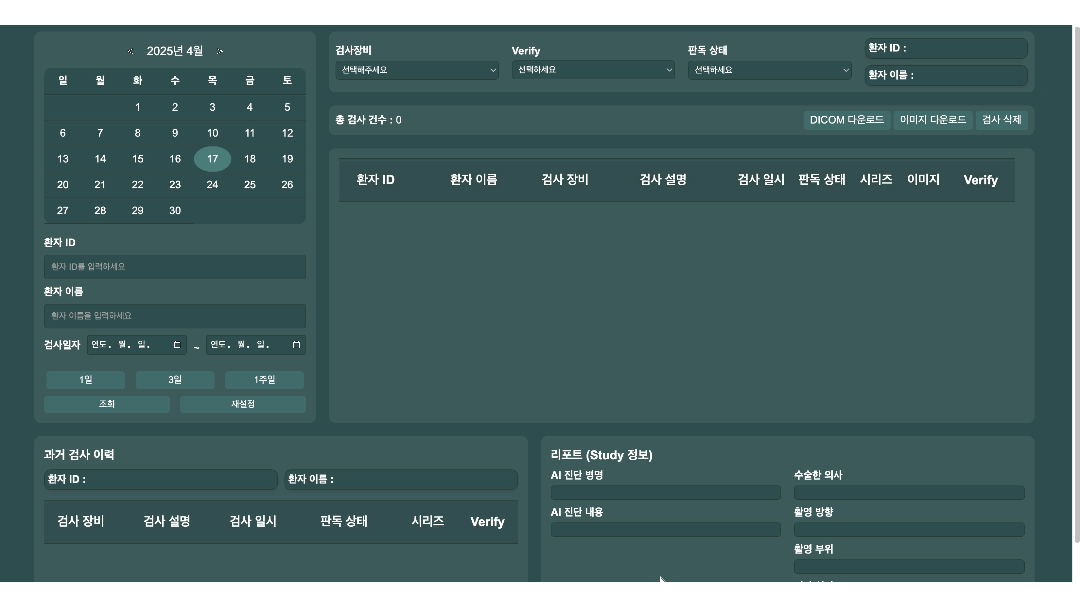 2025년 4월
일 월 화 수 목 금 토
1 2 3 4 5
6 7 8 9 10 11 12
13 14 15 16 17 18 19
20 21 22 23 24 25 26
27 28 29 30
환자 ID
환자 ID를 입력하세요
환자 이름
환자 이름을 입력하세요
검사일자 연도. 월. 일. ~ 연도. 월. 일.
1일 3일 1주일
조회 재설정
검사장비 Verify 판독 상태
선택해주세요 선택하세요 선택하세요
환자 ID :
환자 이름 :
총 검사 건수 : 0
DICOM 다운로드 이미지 다운로드 검사 삭제
환자 ID 환자 이름 검사 장비 검사 설명 검사 일시 판독 상태 시리즈 이미지 Verify
과거 검사 이력
환자 ID : 환자 이름 :
검사 장비 검사 설명 검사 일시 판독 상태 시리즈 Verify
리포트 (Study 정보)
AI 진단 병명 수술한 의사
AI 진단 내용 촬영 방향
촬영 부위